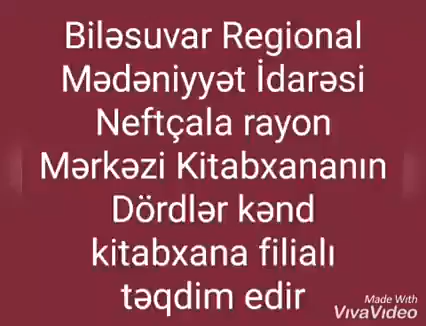 Biləsuvar Regional
Mədəniyyət İdarəsi
Neftçala rayon
Mərkəzi Kitabxananın
Dördlər kənd
kitabxana filialı
təqdim edir
Made With
VivaVideo